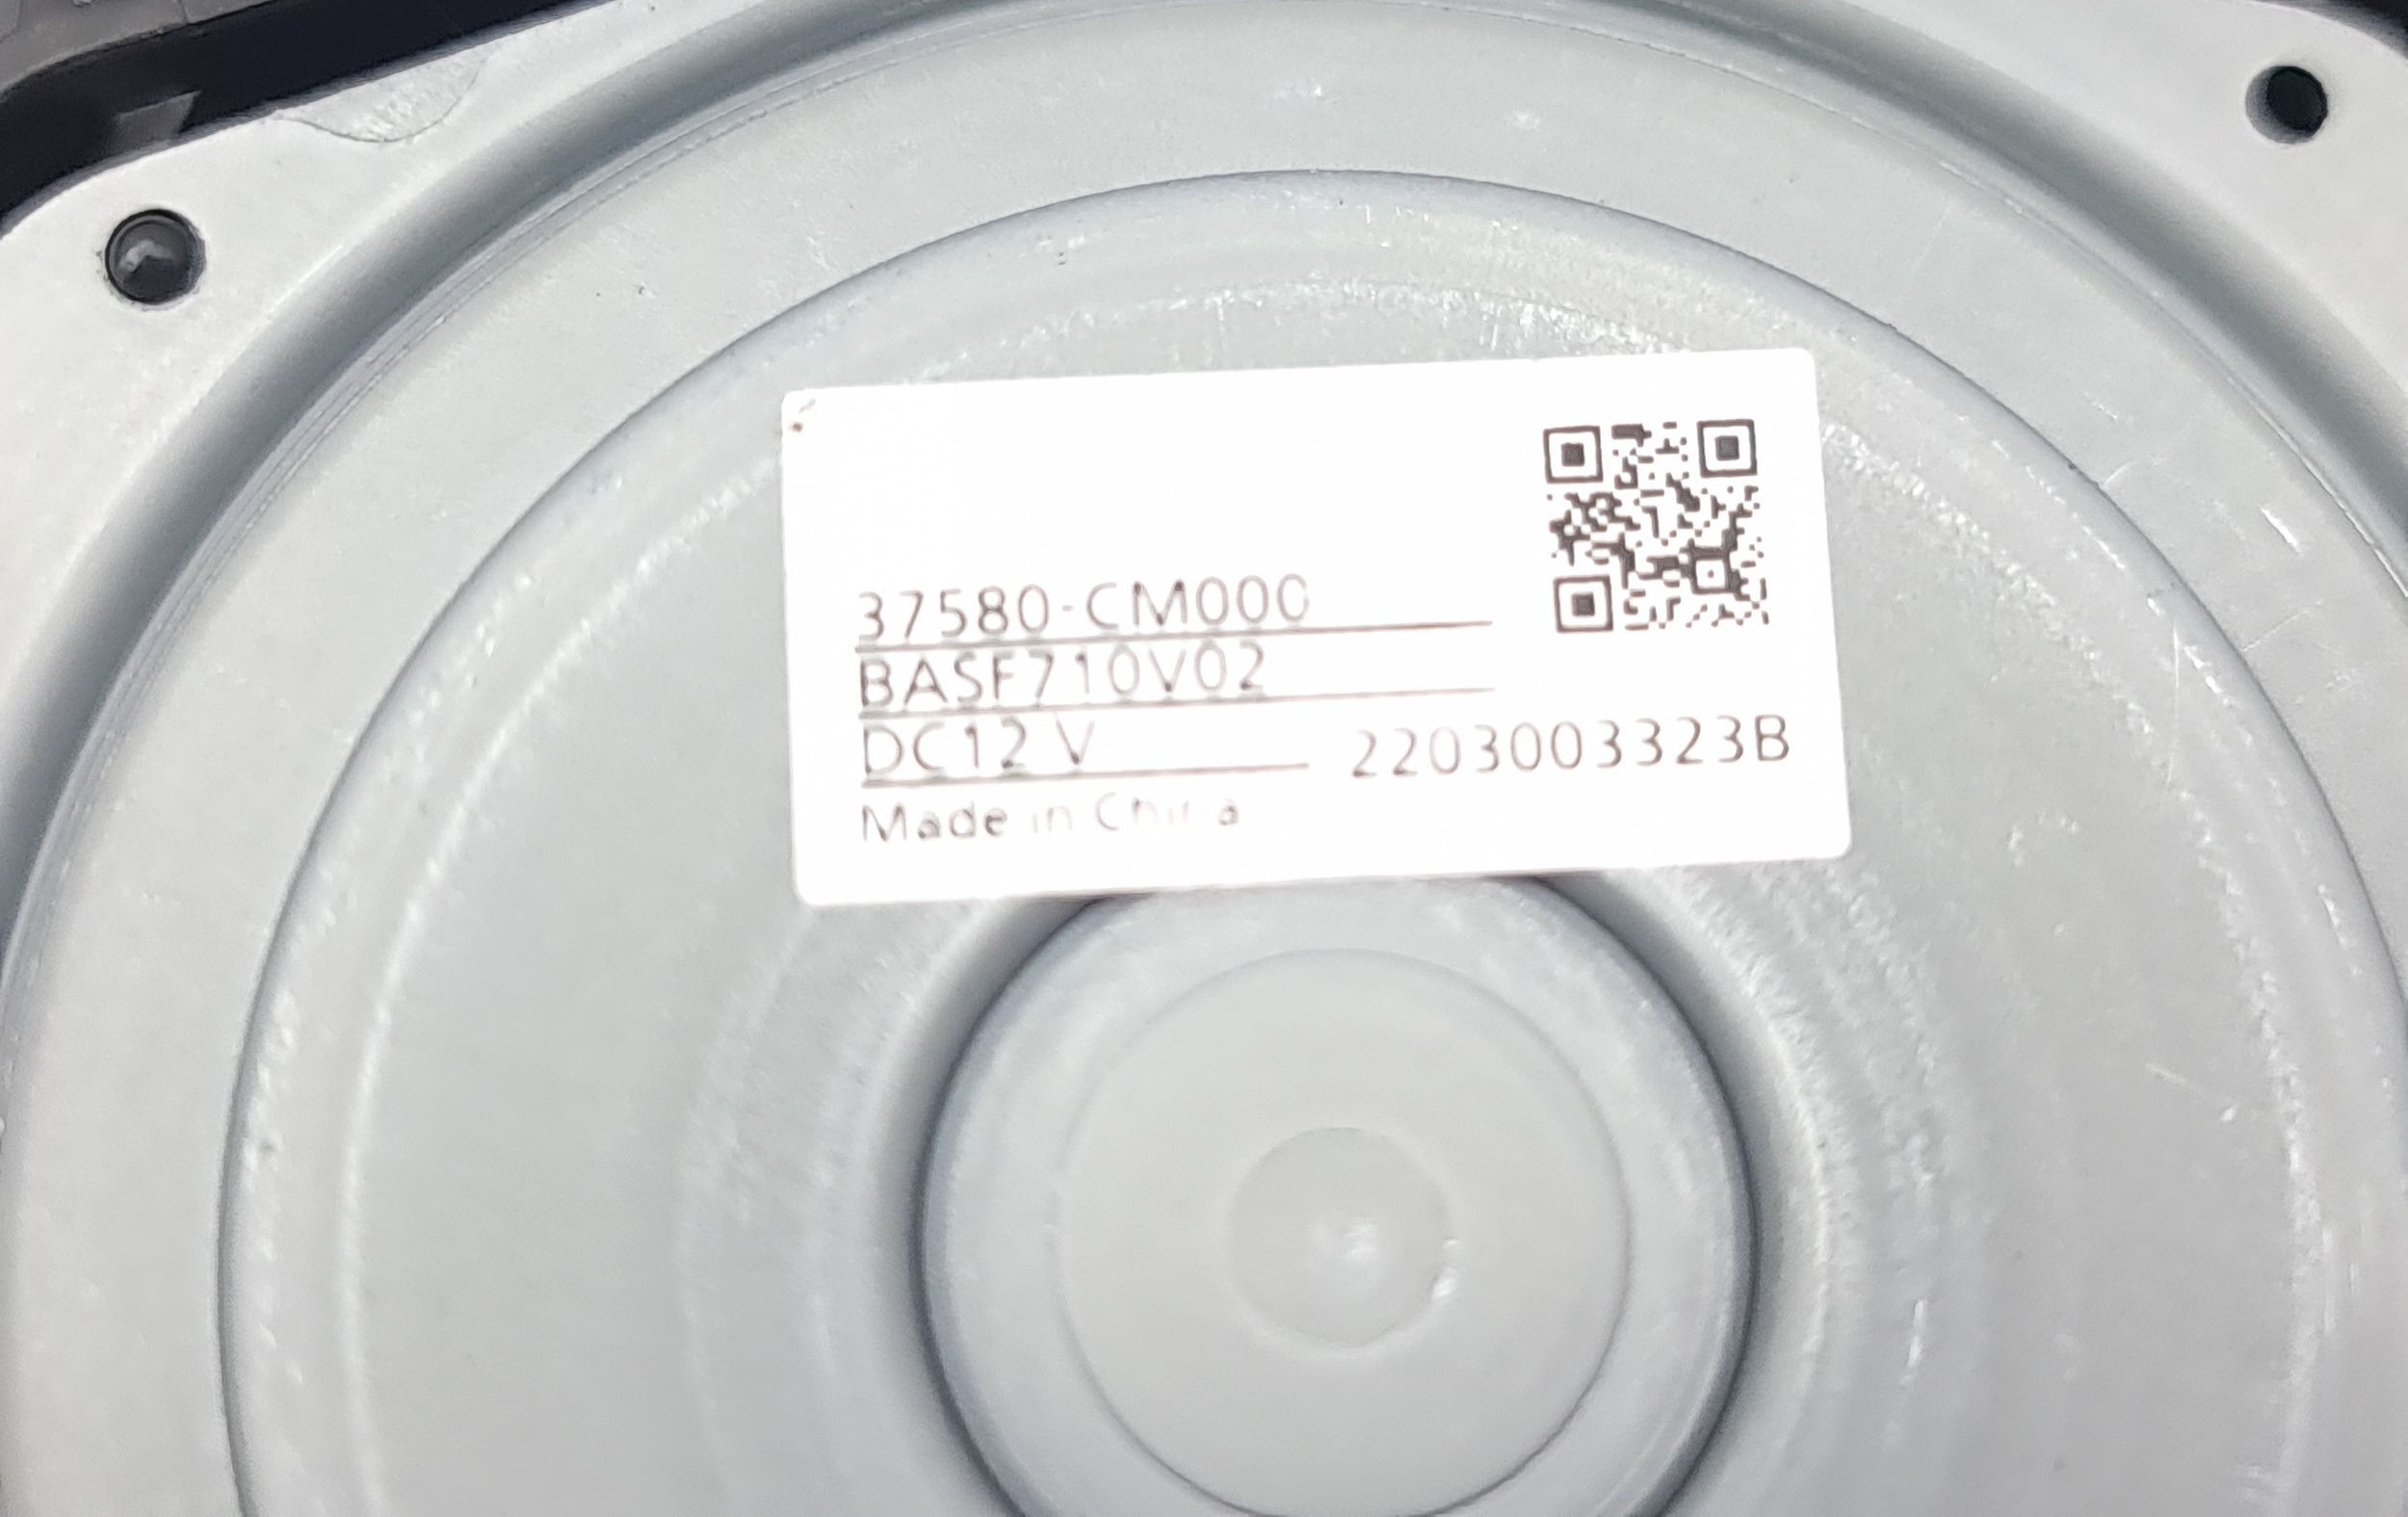 37580-CM000
BASF710V02
DC12 V
2203003323B
Made in China